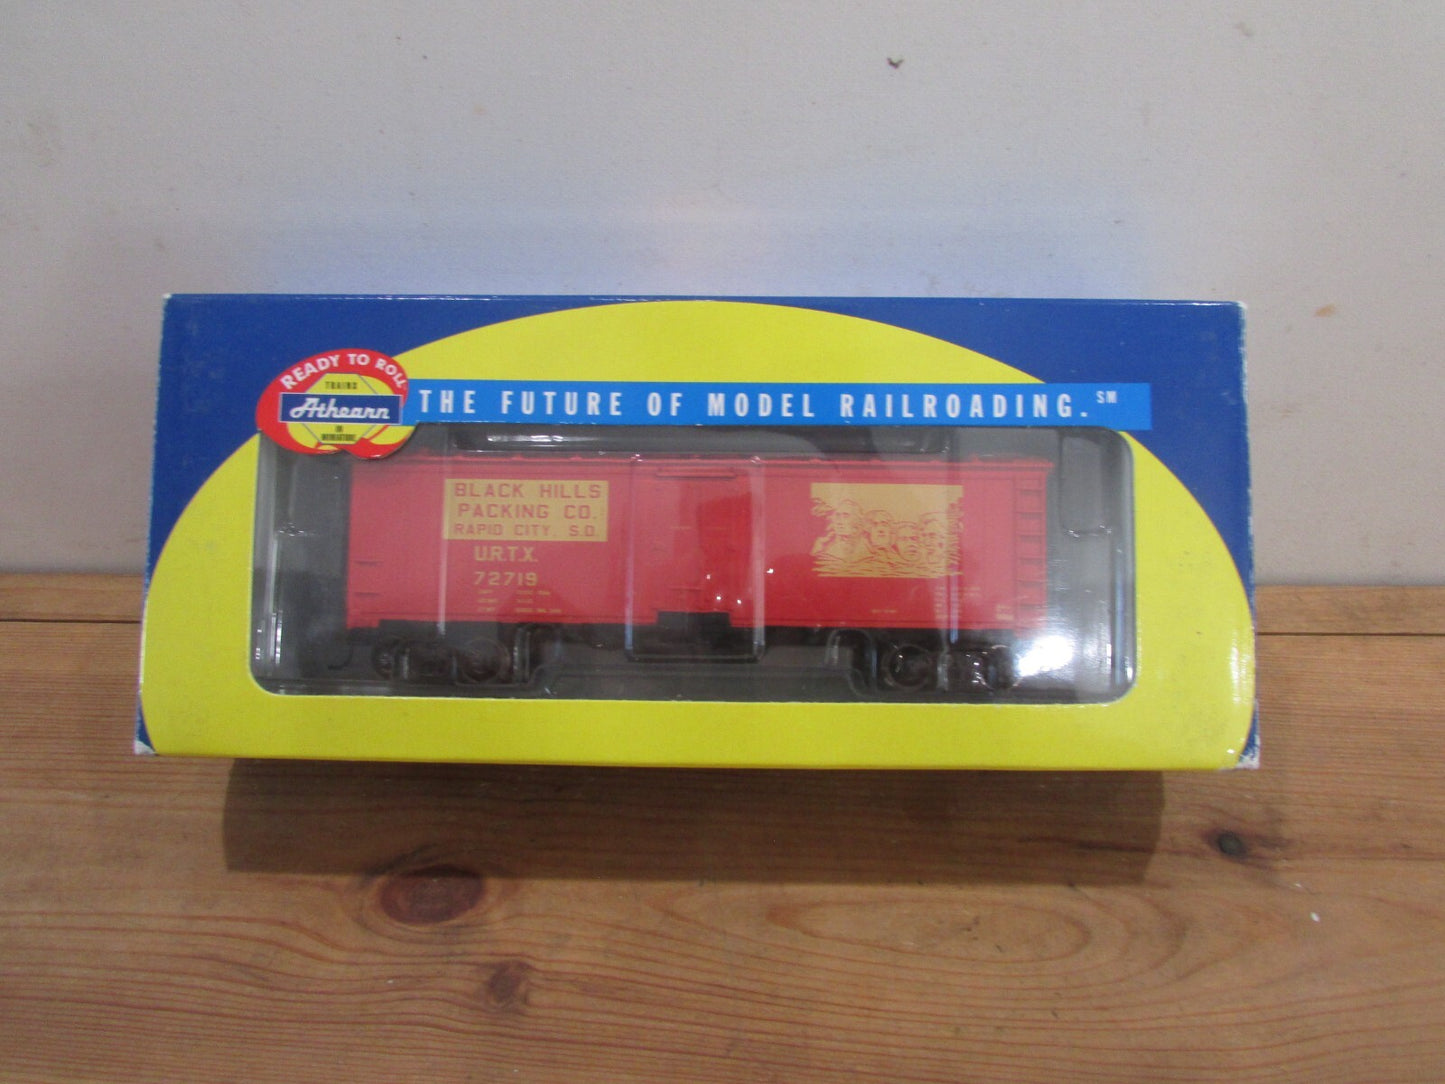 READY TO ROLL
TRAINS
Athearn
IN
MINIATURE
THE FUTURE OF MODEL RAILROADING.℠
BLACK HILLS
PACKING CO.
RAPID CITY, S.D.
U.R.T.X.
72719